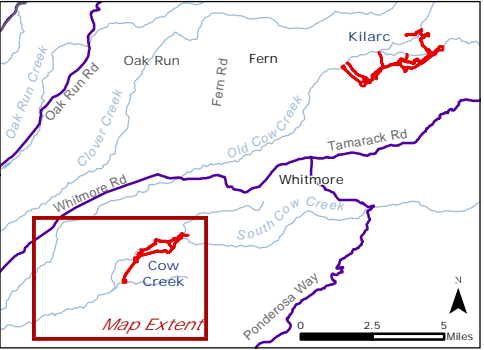 Kilarc
Oak Run
Fern
Oak Run Creek
Oak Run Rd
Fern Rd
Clover Creek
Old Cow Creek
Tamarack Rd
Whitmore Rd
Whitmore
South Cow Creek
Cow
Creek
Map Extent
Ponderosa Way
N
0 2.5 5
Miles